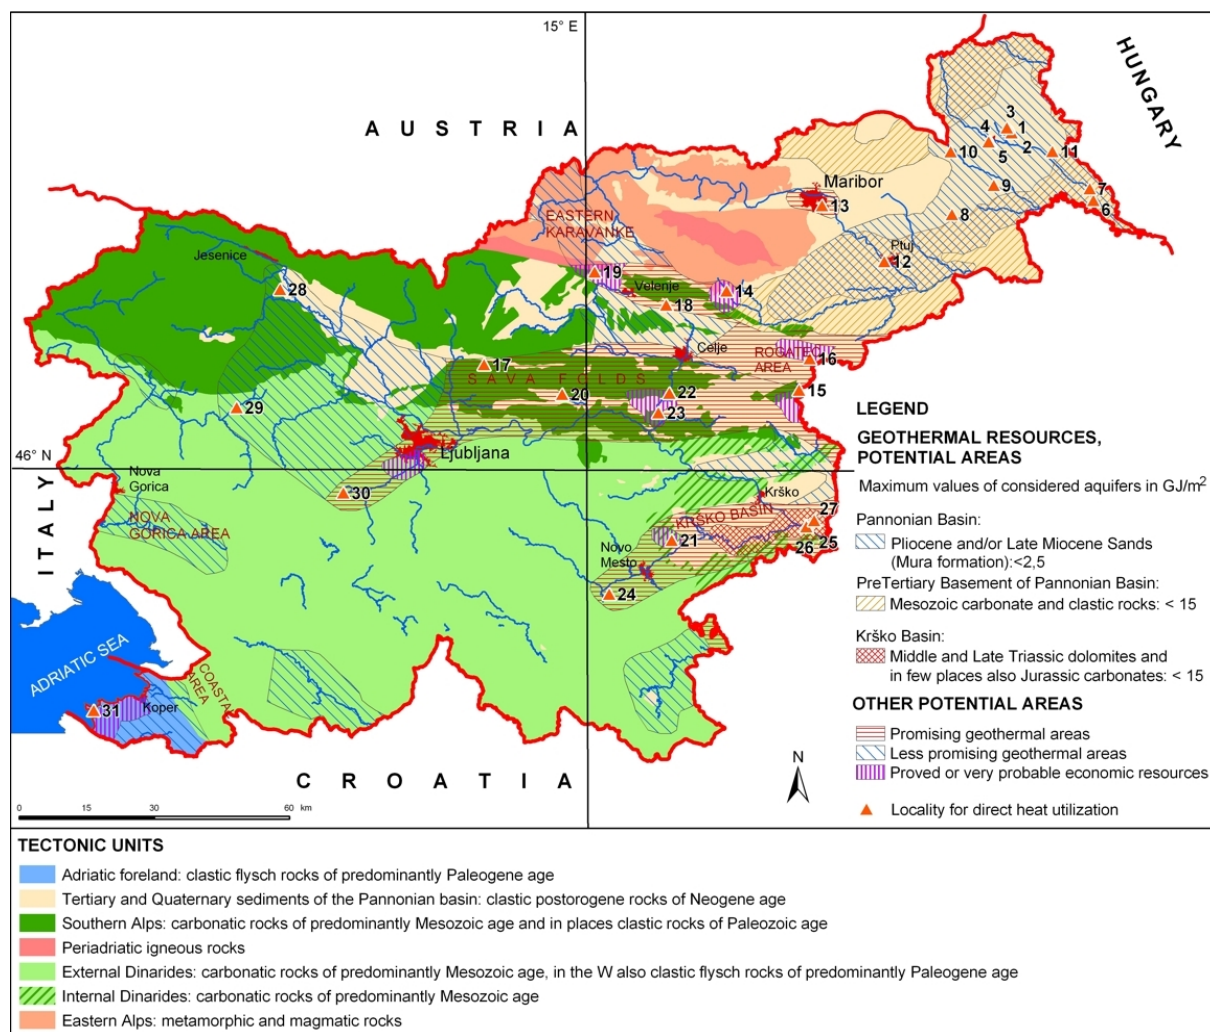 15° E
HUNGARY
AUSTRIA
3
4
1
2
5
10
11
Maribor
9
7
6
13
8
EASTERN
KARAVANKE
Jesenice
Ptuj
12
19
Velenje
14
28
18
Celje
ROGATEC
AREA
16
17
SAVA FOLDS
20
22
15
23
29
LEGEND
GEOTHERMAL RESOURCES,
POTENTIAL AREAS
Maximum values of considered aquifers in GJ/m²
Pannonian Basin:
Pliocene and/or Late Miocene Sands
(Mura formation):<2,5
PreTertiary Basement of Pannonian Basin:
Mesozoic carbonate and clastic rocks: < 15
Krško Basin:
Middle and Late Triassic dolomites and
in few places also Jurassic carbonates: < 15
OTHER POTENTIAL AREAS
Promising geothermal areas
Less promising geothermal areas
Proved or very probable economic resources
Locality for direct heat utilization
Ljubljana
46° N
Nova
Gorica
ITALY
30
Krško
NOVA
GORICA AREA
KRŠKO BASIN
27
26
25
21
Novo
Mesto
24
ADRIATIC SEA
COASTAL
AREA
Koper
31
N
CROATIA
0 15 30 60 km
TECTONIC UNITS
Adriatic foreland: clastic flysch rocks of predominantly Paleogene age
Tertiary and Quaternary sediments of the Pannonian basin: clastic postorogene rocks of Neogene age
Southern Alps: carbonatic rocks of predominantly Mesozoic age and in places clastic rocks of Paleozoic age
Periadriatic igneous rocks
External Dinarides: carbonatic rocks of predominantly Mesozoic age, in the W also clastic flysch rocks of predominantly Paleogene age
Internal Dinarides: carbonatic rocks of predominantly Mesozoic age
Eastern Alps: metamorphic and magmatic rocks